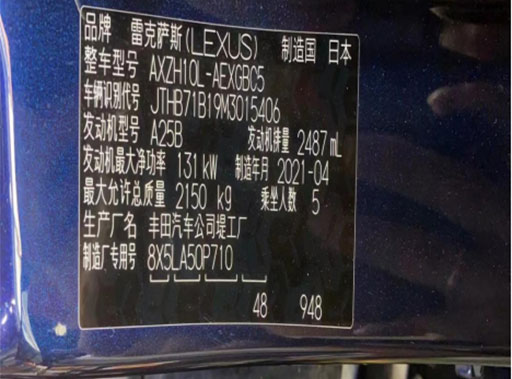 品牌 雷克萨斯(LEXUS) 制造国 日本
整车型号 AXZH10L-AEXGBC5
车辆识别代号 JTHB71B19M3015406
发动机型号 A25B 发动机排量 2487mL
发动机最大净功率 131kW 制造年月 2021-04
最大允许总质量 2150 kg 乘坐人数 5
生产厂名 丰田汽车公司堤工厂
制造厂专用号 8X5LA50P710
48 948